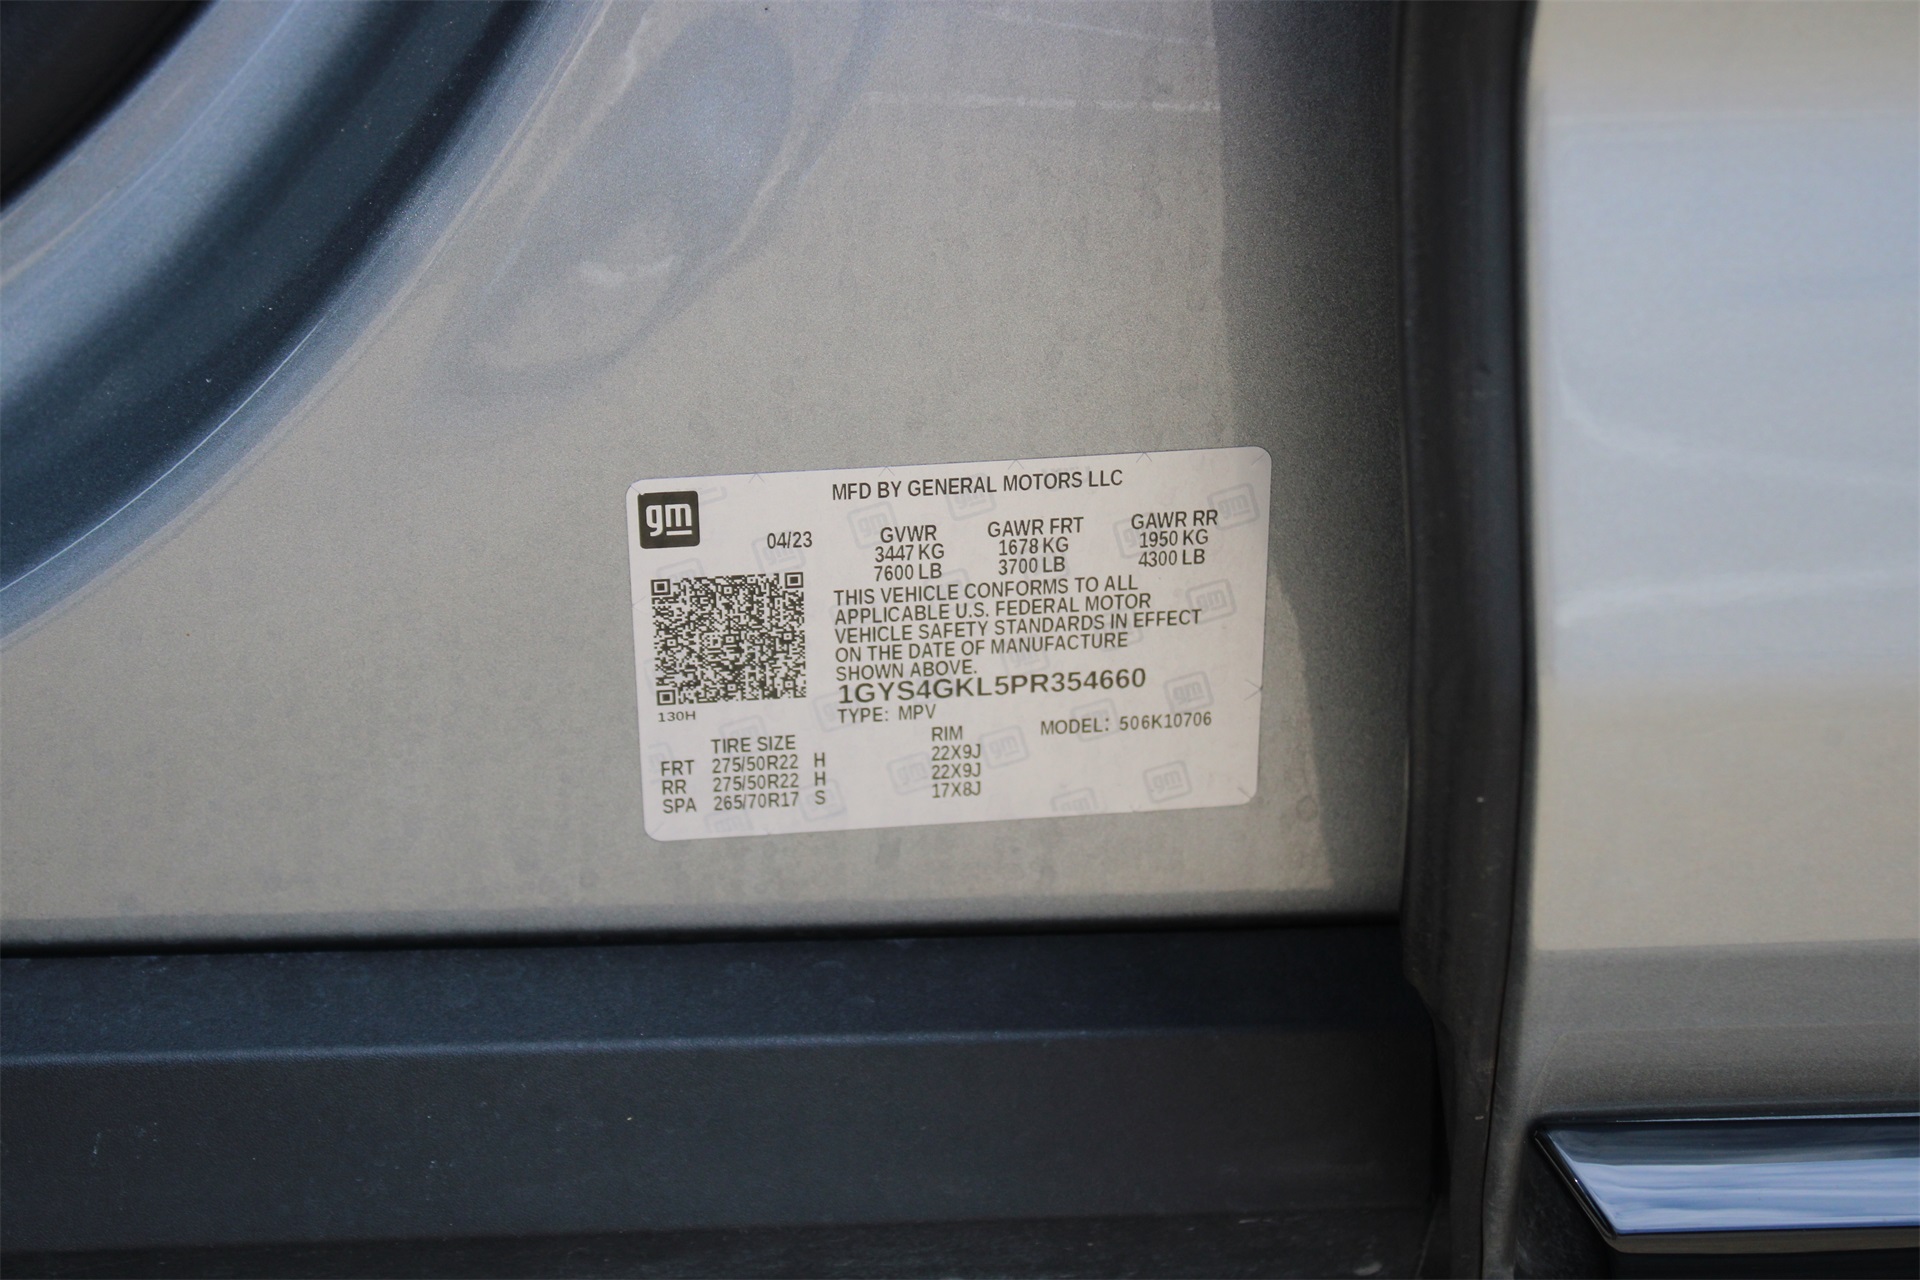 gm
MFD BY GENERAL MOTORS LLC
04/23 GVWR GAWR FRT GAWR RR
3447 KG 1678 KG 1950 KG
7600 LB 3700 LB 4300 LB
THIS VEHICLE CONFORMS TO ALL
APPLICABLE U.S. FEDERAL MOTOR
VEHICLE SAFETY STANDARDS IN EFFECT
ON THE DATE OF MANUFACTURE
SHOWN ABOVE.
1GYS4GKL5PR354660
130H
TYPE: MPV MODEL: 506K10706
TIRE SIZE RIM
FRT 275/50R22 H 22X9J
RR 275/50R22 H 22X9J
SPA 265/70R17 S 17X8J